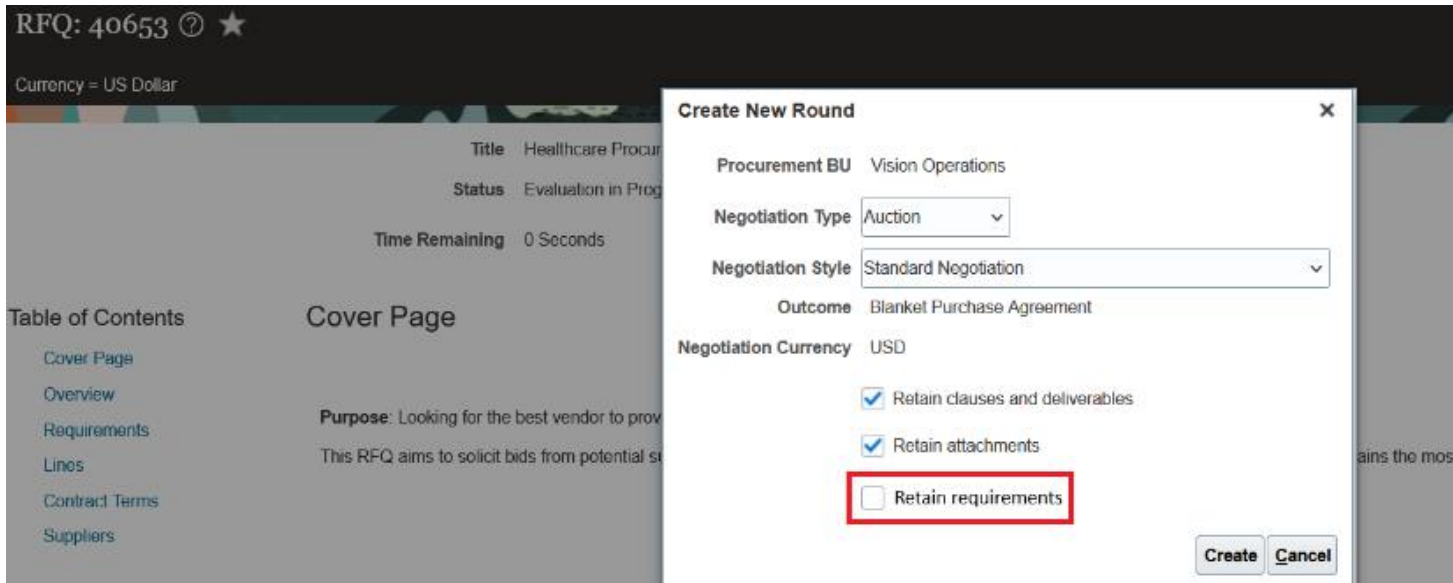 RFQ: 40653
Currency = US Dollar
Title Healthcare Procur
Status Evaluation in Prog
Time Remaining 0 Seconds
Table of Contents
Cover Page
Overview
Requirements
Lines
Contract Terms
Suppliers
Cover Page
Purpose: Looking for the best vendor to prov
This RFQ aims to solicit bids from potential su
ains the mos
Create New Round
Procurement BU Vision Operations
Negotiation Type Auction
Negotiation Style Standard Negotiation
Outcome Blanket Purchase Agreement
Negotiation Currency USD
Retain clauses and deliverables
Retain attachments
Retain requirements
Create Cancel